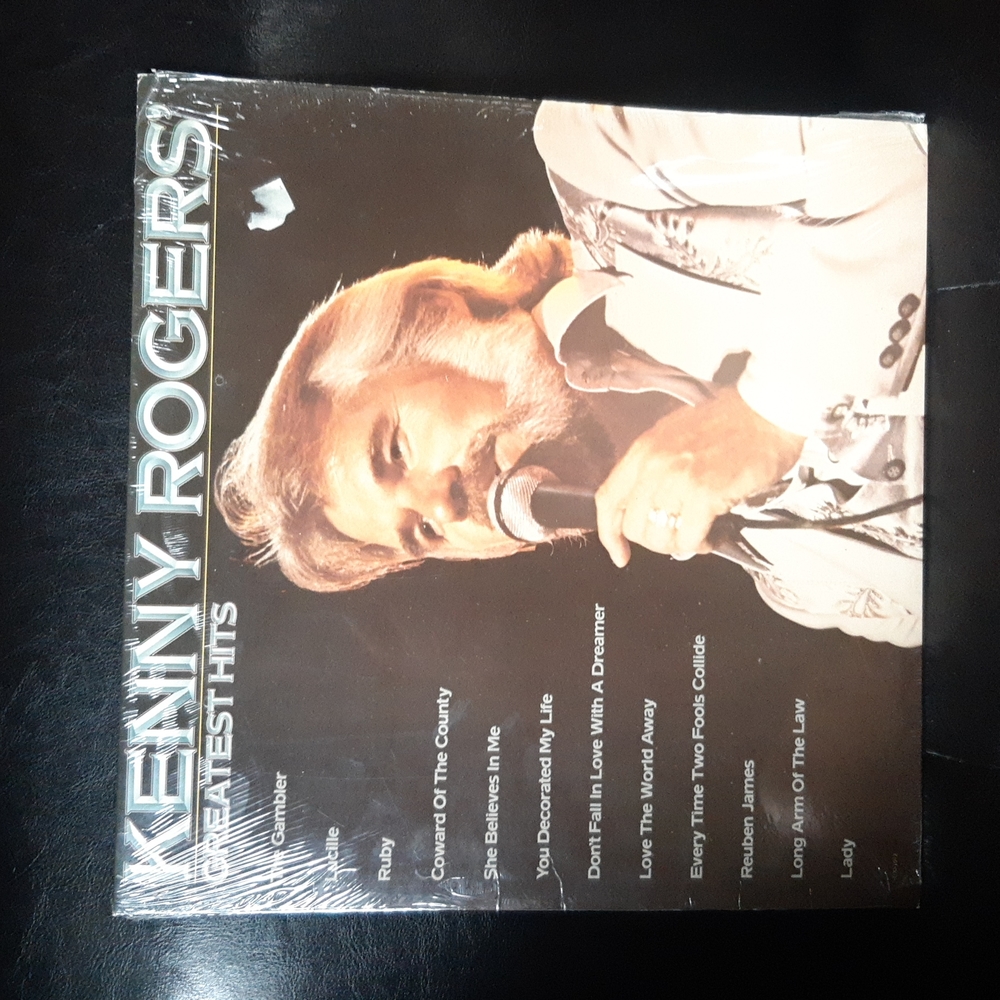 KENNY ROGERS'
GREATEST HITS
The Gambler
Lucille
Ruby
Coward Of The County
She Believes In Me
You Decorated My Life
Don't Fall In Love With A Dreamer
Love The World Away
Every Time Two Fools Collide
Reuben James
Long Arm Of The Law
Lady